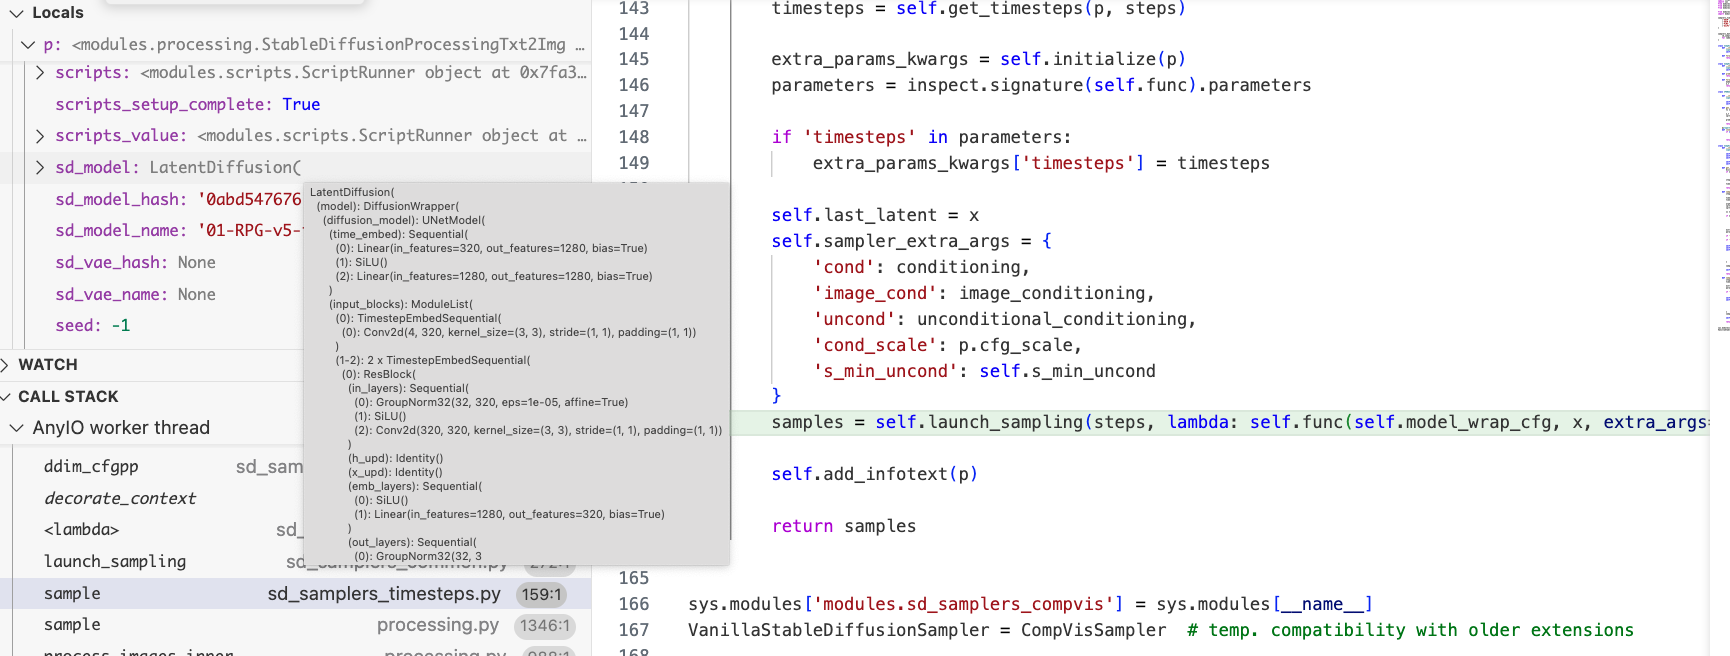 Locals
p: <modules.processing.StableDiffusionProcessingTxt2Img …
scripts: <modules.scripts.ScriptRunner object at 0x7fa3…
scripts_setup_complete: True
scripts_value: <modules.scripts.ScriptRunner object at …
sd_model: LatentDiffusion(
sd_model_hash: '0abd547676
sd_model_name: '01-RPG-v5-
sd_vae_hash: None
sd_vae_name: None
seed: -1
WATCH
CALL STACK
AnyIO worker thread
ddim_cfgpp sd_sam
decorate_context
<lambda> sd_
launch_sampling sd_samplers_common.py 272:1
sample sd_samplers_timesteps.py 159:1
sample processing.py 1346:1
process_images_inner processing.py 988:1
LatentDiffusion(
(model): DiffusionWrapper(
(diffusion_model): UNetModel(
(time_embed): Sequential(
(0): Linear(in_features=320, out_features=1280, bias=True)
(1): SiLU()
(2): Linear(in_features=1280, out_features=1280, bias=True)
)
(input_blocks): ModuleList(
(0): TimestepEmbedSequential(
(0): Conv2d(4, 320, kernel_size=(3, 3), stride=(1, 1), padding=(1, 1))
)
(1-2): 2 x TimestepEmbedSequential(
(0): ResBlock(
(in_layers): Sequential(
(0): GroupNorm32(32, 320, eps=1e-05, affine=True)
(1): SiLU()
(2): Conv2d(320, 320, kernel_size=(3, 3), stride=(1, 1), padding=(1, 1))
)
(h_upd): Identity()
(x_upd): Identity()
(emb_layers): Sequential(
(0): SiLU()
(1): Linear(in_features=1280, out_features=320, bias=True)
)
(out_layers): Sequential(
(0): GroupNorm32(32, 3
143 timesteps = self.get_timesteps(p, steps)
144
145 extra_params_kwargs = self.initialize(p)
146 parameters = inspect.signature(self.func).parameters
147
148 if 'timesteps' in parameters:
149 extra_params_kwargs['timesteps'] = timesteps
self.last_latent = x
self.sampler_extra_args = {
'cond': conditioning,
'image_cond': image_conditioning,
'uncond': unconditional_conditioning,
'cond_scale': p.cfg_scale,
's_min_uncond': self.s_min_uncond
}
samples = self.launch_sampling(steps, lambda: self.func(self.model_wrap_cfg, x, extra_args=
self.add_infotext(p)
return samples
165
166 sys.modules['modules.sd_samplers_compvis'] = sys.modules[__name__]
167 VanillaStableDiffusionSampler = CompVisSampler # temp. compatibility with older extensions
168